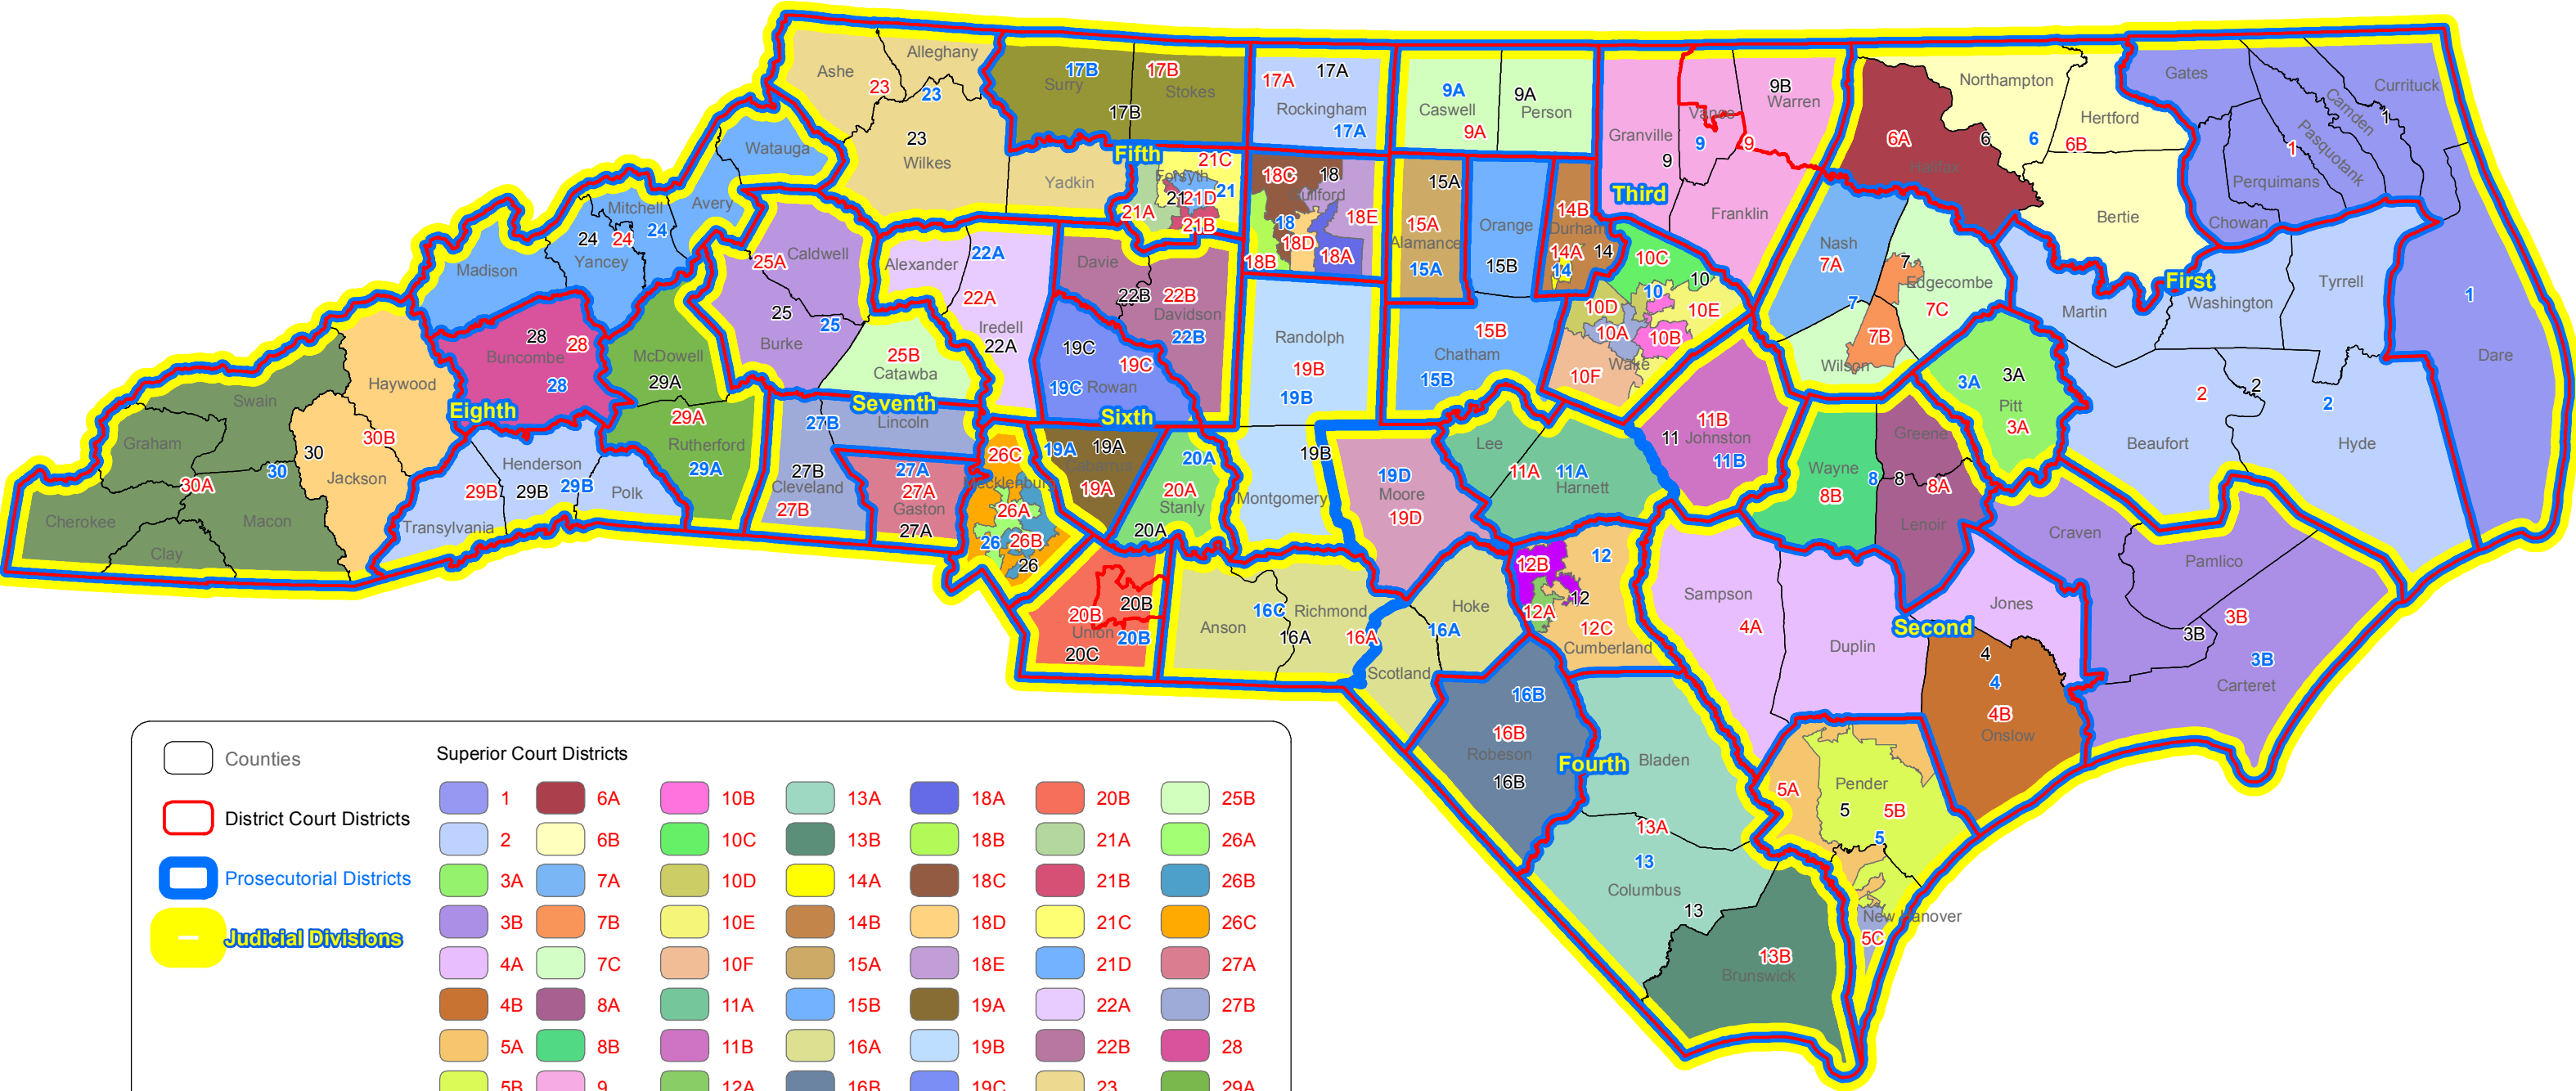 Ashe
Alleghany
23
23
23
Wilkes
Yadkin
17B
Surry
17B
Stokes
17B
17A
17A
Rockingham
17A
9A
Caswell
9A
9A
Person
Granville
9
Vance
9
9B
Warren
9
Franklin
Third
6A
Halifax
6
Northampton
6
Hertford
6B
Bertie
Gates
Currituck
Camden
1
Pasquotank
1
Perquimans
Chowan
Watauga
Avery
Mitchell
24
24
24
Yancey
Madison
Fifth
21C
Forsyth
21
21
21D
21A
21B
18C
18
18
18E
18D
18B
18A
15A
15A
Alamance
15A
Orange
15B
14B
Durham
14A
14
14
10C
10
10
10D
10E
10A
10B
Wake
10F
Nash
7A
7
7
Edgecombe
7C
7B
Wilson
Martin
First
Washington
Tyrrell
1
Dare
25A
Caldwell
25
25
Burke
Alexander
22A
22A
Iredell
22A
Davie
22B
22B
Davidson
22B
25B
Catawba
19C
19C
19C
Rowan
Randolph
19B
19B
15B
Chatham
15B
28
28
Buncombe
28
McDowell
29A
29A
Rutherford
29A
Eighth
Seventh
Sixth
Swain
Haywood
Graham
30
30B
30
Jackson
30A
Cherokee
Macon
Clay
Henderson
29B
29B
29B
Polk
Transylvania
27B
Lincoln
27B
Cleveland
27B
27A
27A
Gaston
27A
26C
Mecklenburg
26A
26
26B
26
19A
19A
Cabarrus
19A
20A
20A
Stanly
20A
19B
Montgomery
19D
Moore
19D
Lee
11A
11A
Harnett
11B
11
Johnston
11B
Wayne
8
8B
Greene
8
8A
Lenoir
3A
3A
Pitt
3A
2
2
2
Beaufort
Hyde
Craven
Pamlico
3B
3B
3B
Carteret
20B
20B
Union
20B
20C
Anson
16C
Richmond
16A
16A
Hoke
16A
Scotland
12B
12
12
12A
12C
Cumberland
Sampson
4A
Duplin
Second
Jones
4
4
4B
Onslow
16B
16B
Robeson
16B
Fourth
Bladen
13A
13
Columbus
13
13B
Brunswick
5A
Pender
5
5B
5
New Hanover
5C
Counties
District Court Districts
Prosecutorial Districts
Judicial Divisions
Superior Court Districts
1 6A 10B 13A 18A 20B 25B
2 6B 10C 13B 18B 21A 26A
3A 7A 10D 14A 18C 21B 26B
3B 7B 10E 14B 18D 21C 26C
4A 7C 10F 15A 18E 21D 27A
4B 8A 11A 15B 19A 22A 27B
5A 8B 11B 16A 19B 22B 28
5B 9 12A 16B 19C 23 29A